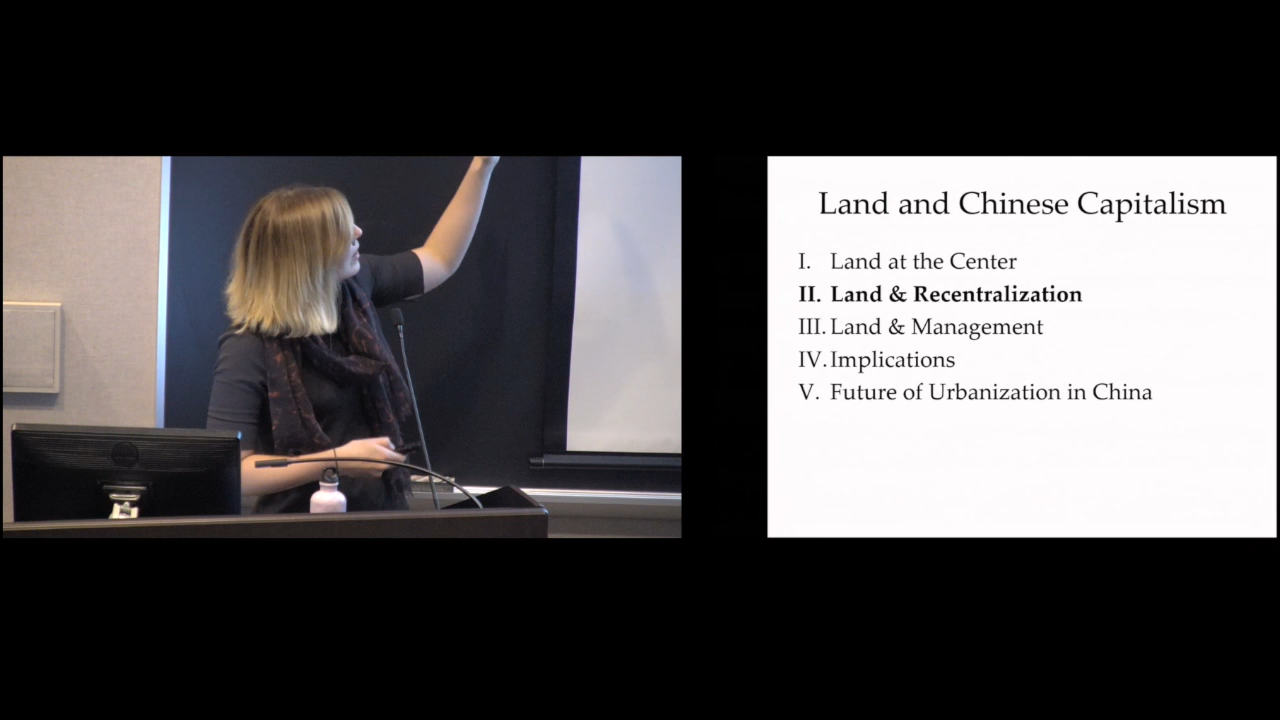 Land and Chinese Capitalism
I. Land at the Center
II. Land & Recentralization
III. Land & Management
IV. Implications
V. Future of Urbanization in China